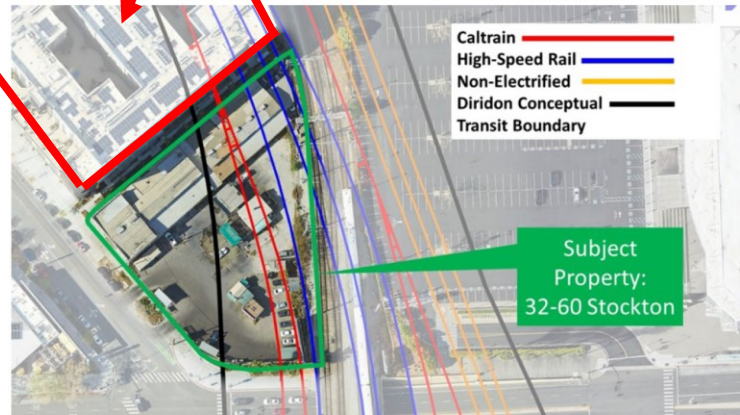 Caltrain
High-Speed Rail
Non-Electrified
Diridon Conceptual
Transit Boundary
Subject
Property:
32-60 Stockton